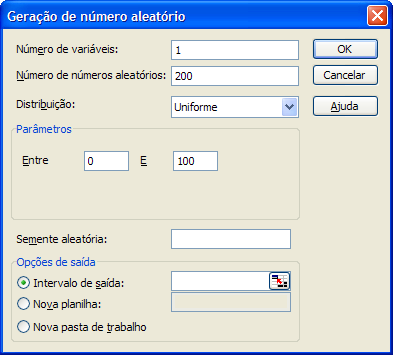 Geração de número aleatório
Número de variáveis: 1 OK
Número de números aleatórios: 200 Cancelar
Distribuição: Uniforme Ajuda
Parâmetros
Entre 0 E 100
Semente aleatória:
Opções de saída
Intervalo de saída:
Nova planilha:
Nova pasta de trabalho